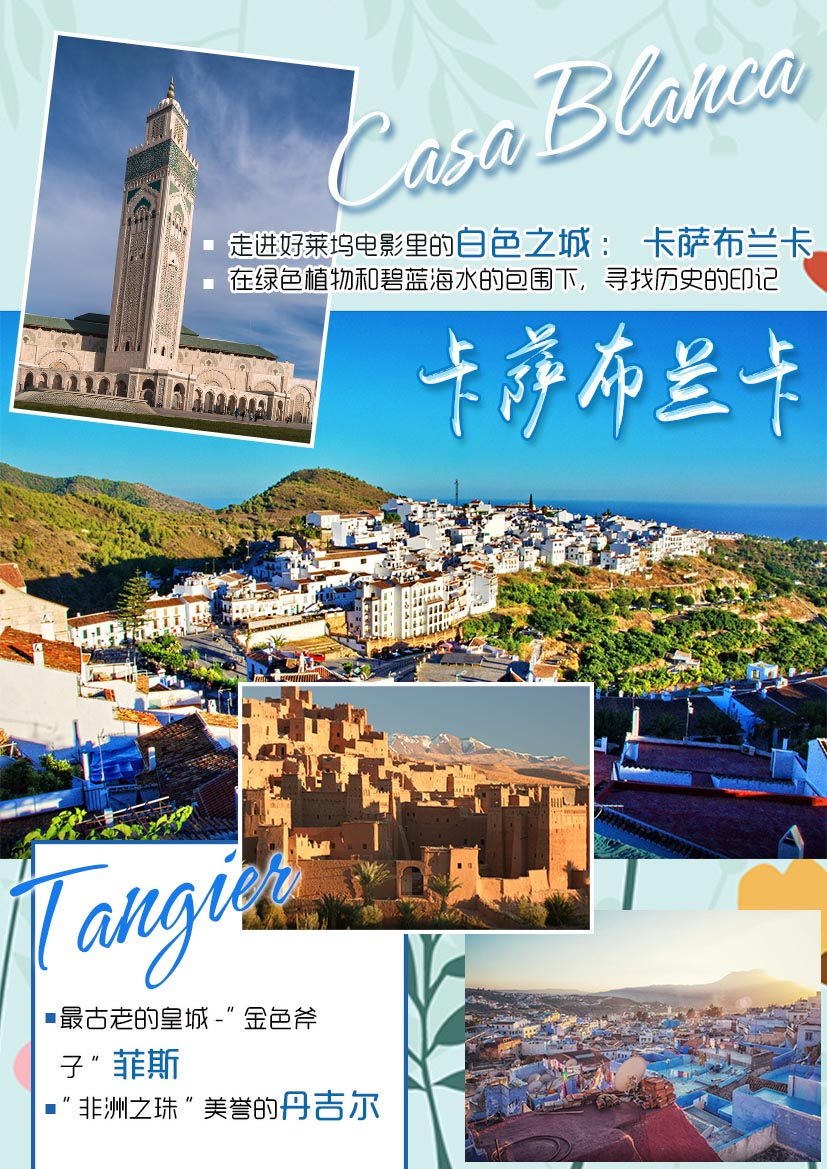 Casa Blanca
走进好莱坞电影里的白色之城： 卡萨布兰卡
在绿色植物和碧蓝海水的包围下，寻找历史的印记
卡萨布兰卡
Tangier
最古老的皇城-”金色斧
子“菲斯
”非洲之珠“美誉的丹吉尔